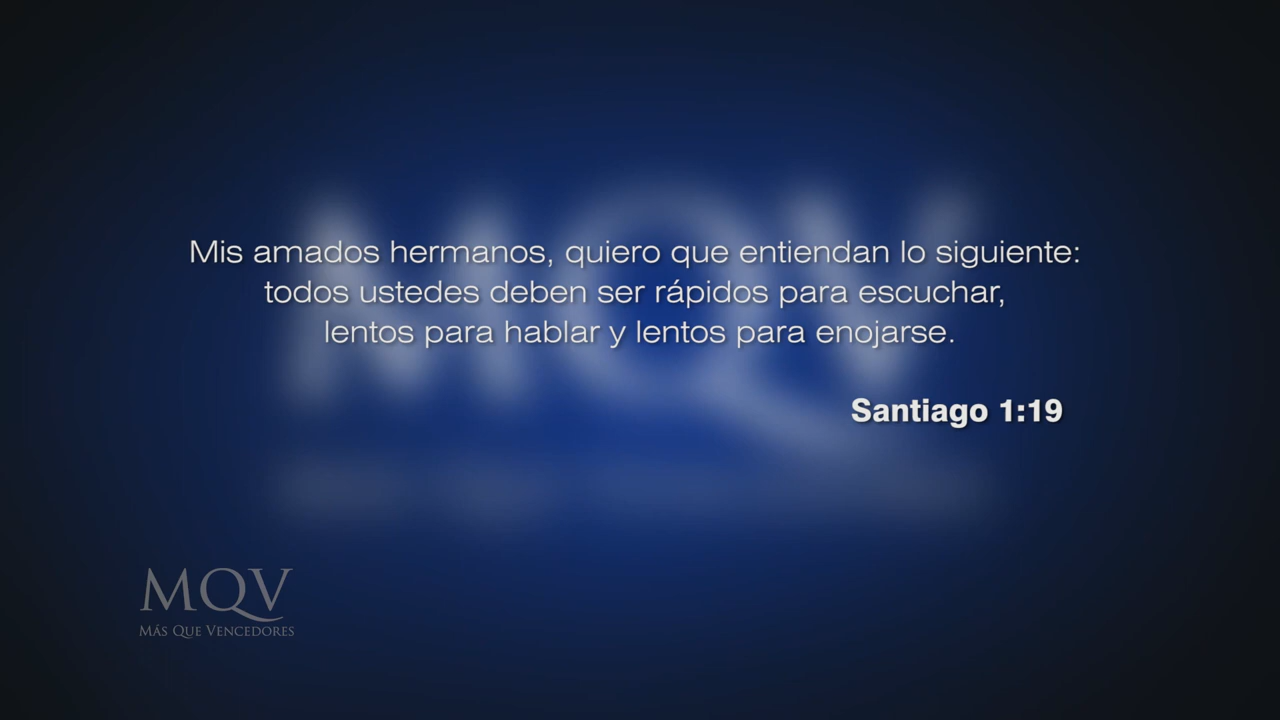 Mis amados hermanos, quiero que entiendan lo siguiente:
todos ustedes deben ser rápidos para escuchar,
lentos para hablar y lentos para enojarse.
Santiago 1:19
MQV
MÁS QUE VENCEDORES